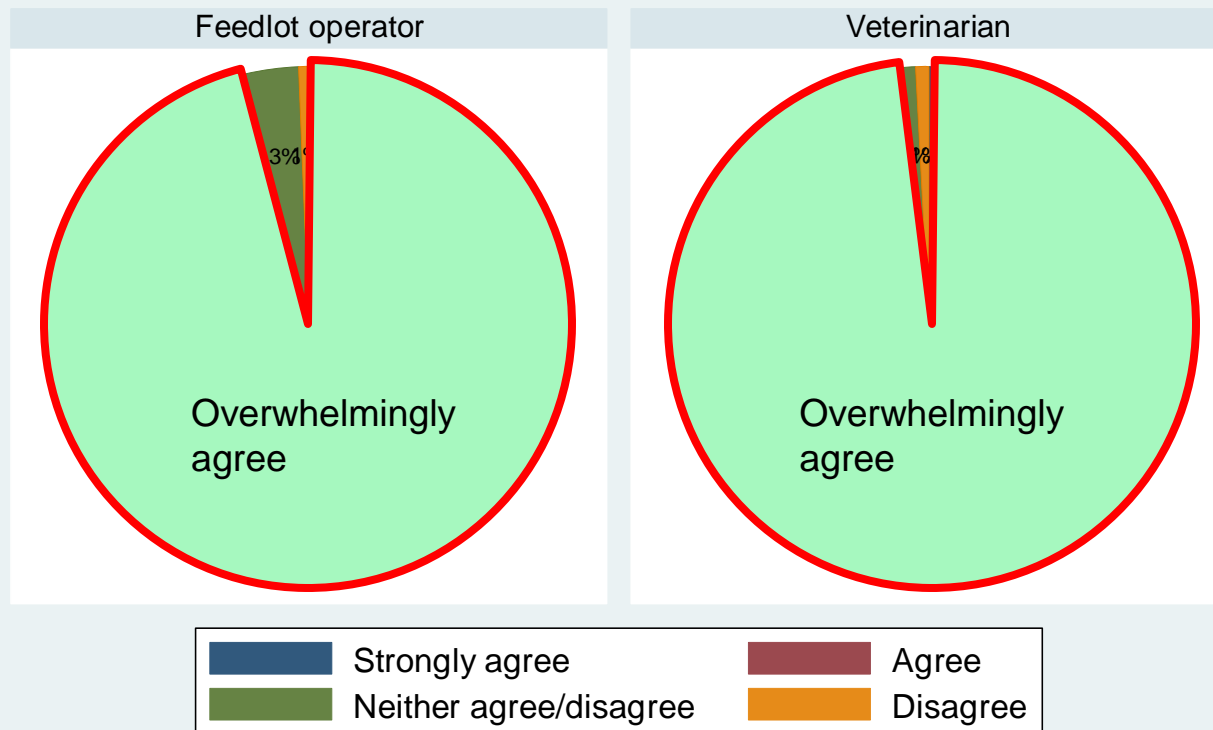 Feedlot operator
Veterinarian
3%
Overwhelmingly
agree
Overwhelmingly
agree
Strongly agree
Agree
Neither agree/disagree
Disagree